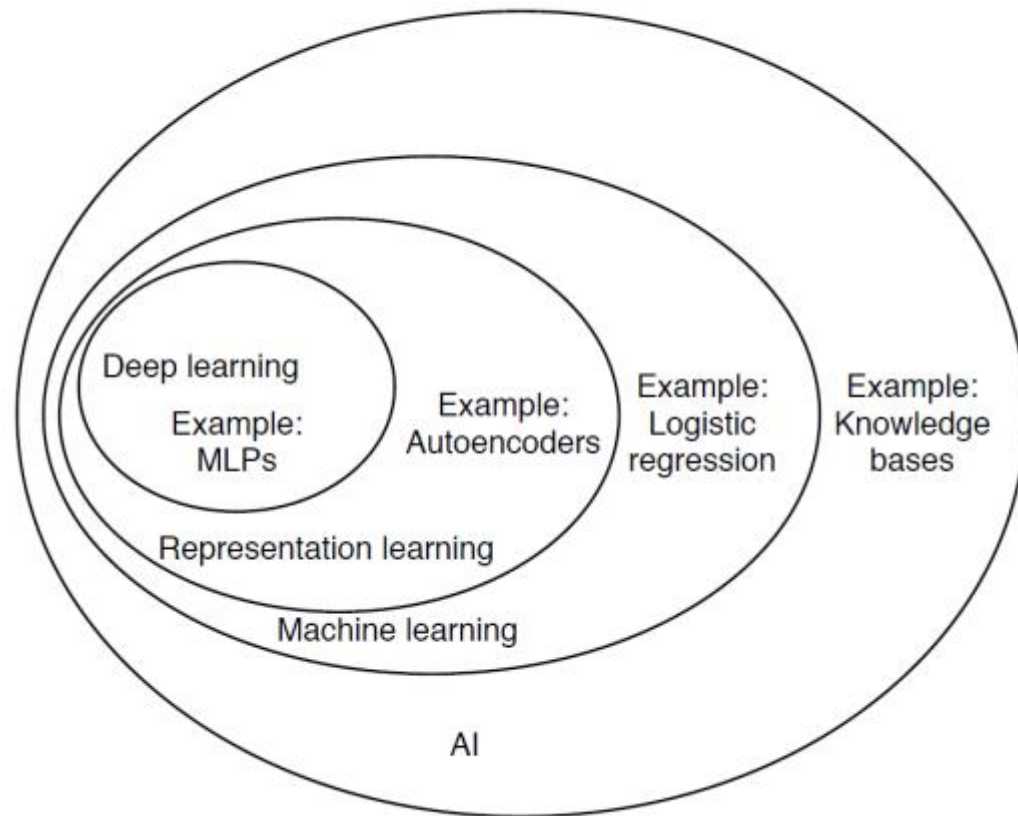 Deep learning
Example:
MLPs
Example:
Autoencoders
Example:
Logistic
regression
Example:
Knowledge
bases
Representation learning
Machine learning
AI